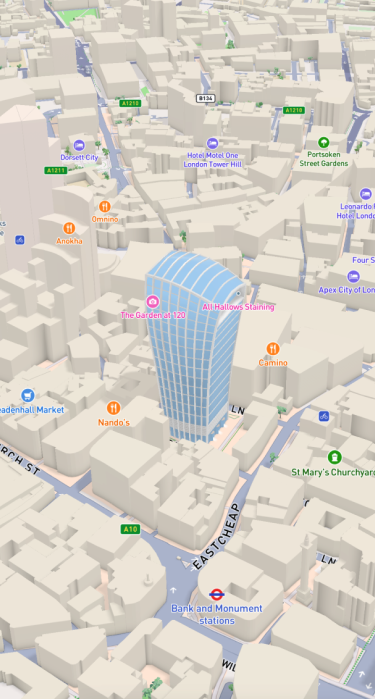 A1210
B134
A1210
Dorsett City
Hotel Motel One
London Tower Hill
Portsoken
Street Gardens
A1211
Omnino
Leonardo
Hotel Londo
Anokha
Four S
Apex City of Lon
The Garden at 120
All Hallows Staining
Camino
eadenhall Market
Nando's
LN
RCH ST
St Mary's Churchyar
A10
EASTCHEAP
LN
Bank and Monument
stations
WIL